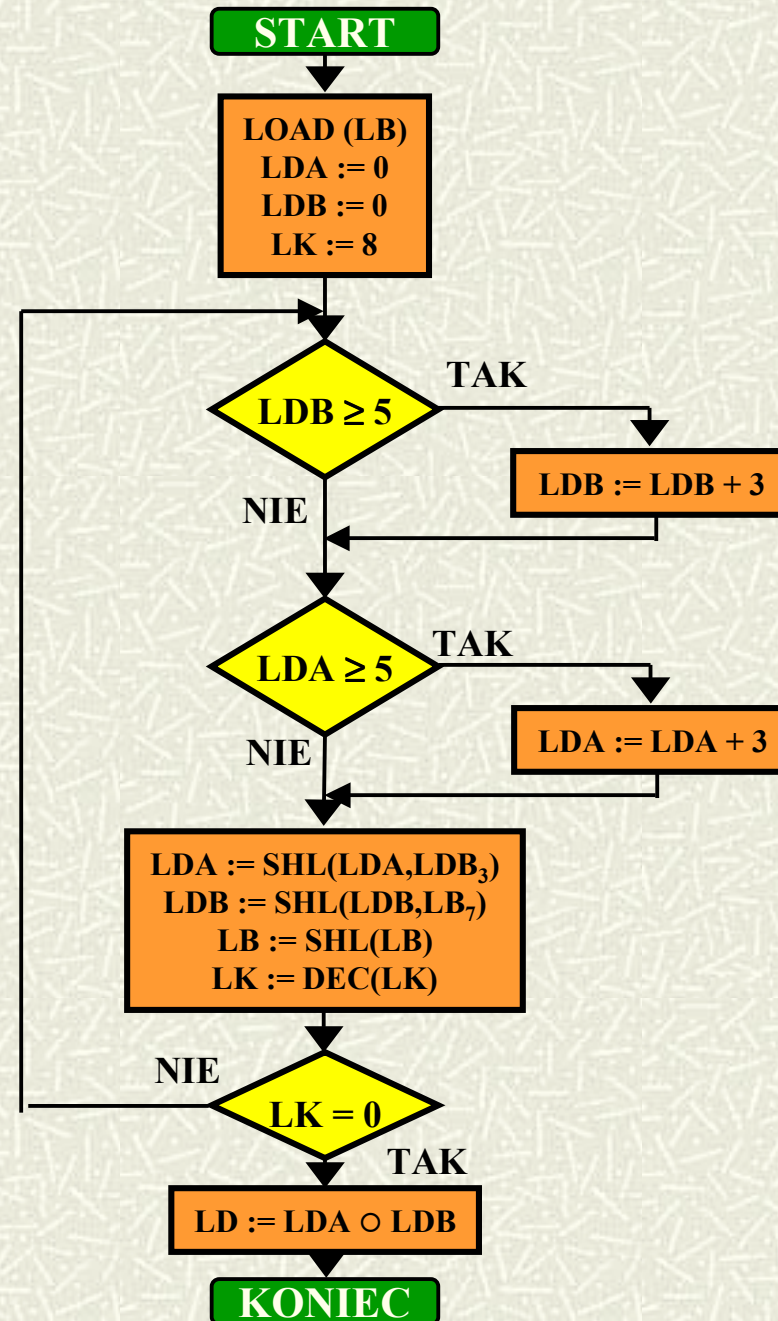 START
LOAD (LB)
LDA := 0
LDB := 0
LK := 8
LDB ≥ 5
TAK
LDB := LDB + 3
NIE
LDA ≥ 5
TAK
LDA := LDA + 3
NIE
LDA := SHL(LDA,LDB₃)
LDB := SHL(LDB,LB₇)
LB := SHL(LB)
LK := DEC(LK)
NIE
LK = 0
TAK
LD := LDA ○ LDB
KONIEC